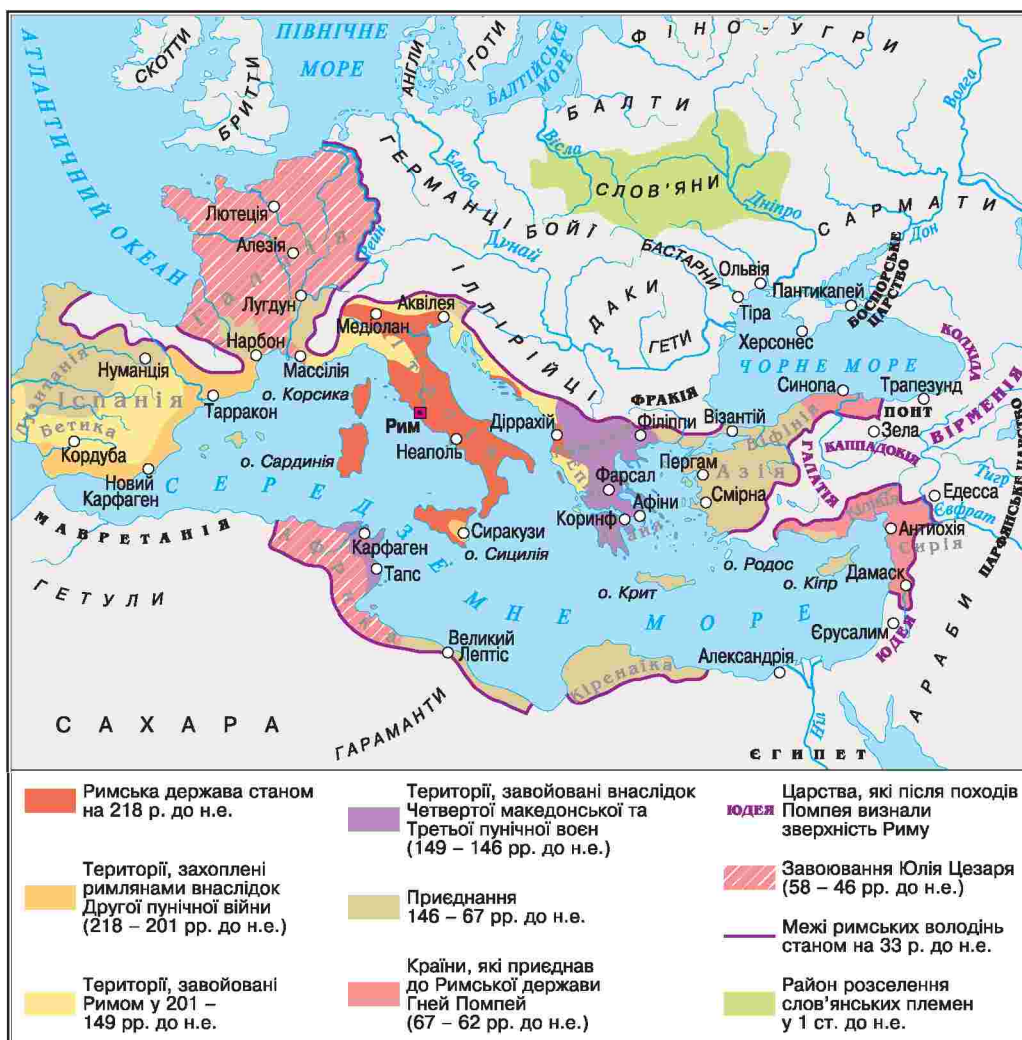 АТЛАНТИЧНИЙ ОКЕАН
СКОТТИ
БРИТТИ
ПІВНІЧНЕ
МОРЕ
АНГЛИ
ГОТИ
БАЛТІЙСЬКЕ
МОРЕ
ФІНО-УГРИ
БАЛТИ
Волга
Вісла
Ельба
ГЕРМАНЦІ
СЛОВ'ЯНИ
Дніпро
САРМАТИ
Дон
Лютеція
Алезія
Галлія
Рейн
БОЇЇ
Дунай
БАСТАРНИ
Ольвія
Пантикапей
БОСПОРСЬКЕ
ЦАРСТВО
Лугдун
ІЛЛІРІЙЦІ
ДАКИ
Тіра
ГЕТИ
Херсонес
КОЛХІДА
Аквілея
Медіолан
Нарбон
Массілія
Нуманція
Лузитанія
Іспанія
Бетика
Тарракон
о. Корсика
Італія
Рим
Неаполь
ЧОРНЕ МОРЕ
Синопа
Трапезунд
ФРАКІЯ
Діррахій
Філіппи
Візантій
Віфінія
ПОНТ
Зела
ВІРМЕНІЯ
Кордуба
Новий
Карфаген
о. Сардинія
Пергам
Азія
ГАЛАТІЯ
КАППАДОКІЯ
Тигр
Фарсал
Смірна
Афіни
Коринф
Едесса
Євфрат
ПАРФЯНСЬКЕ ЦАРСТВО
СЕРЕДЗЕМНЕ МОРЕ
МАВРЕТАНІЯ
Сиракузи
о. Сицилія
Карфаген
Тапс
Африка
Кілікія
Антиохія
Сирія
о. Родос
о. Кіпр
о. Крит
Дамаск
ГЕТУЛИ
Великий
Лептіс
Єрусалим
ЮДЕЯ
АРАБИ
Александрія
Кіренаїка
САХАРА
ГАРАМАНТИ
Ніл
ЄГИПЕТ
Римська держава станом
на 218 р. до н.е.
Території, захоплені
римлянами внаслідок
Другої пунічної війни
(218 – 201 рр. до н.е.)
Території, завойовані
Римом у 201 –
149 рр. до н.е.
Території, завойовані внаслідок
Четвертої македонської та
Третьої пунічної воєн
(149 – 146 рр. до н.е.)
Приєднання
146 – 67 рр. до н.е.
Країни, які приєднав
до Римської держави
Гней Помпей
(67 – 62 рр. до н.е.)
ЮДЕЯ
Царства, які після походів
Помпея визнали
зверхність Риму
Завоювання Юлія Цезаря
(58 – 46 рр. до н.е.)
Межі римських володінь
станом на 33 р. до н.е.
Район розселення
слов'янських племен
у 1 ст. до н.е.